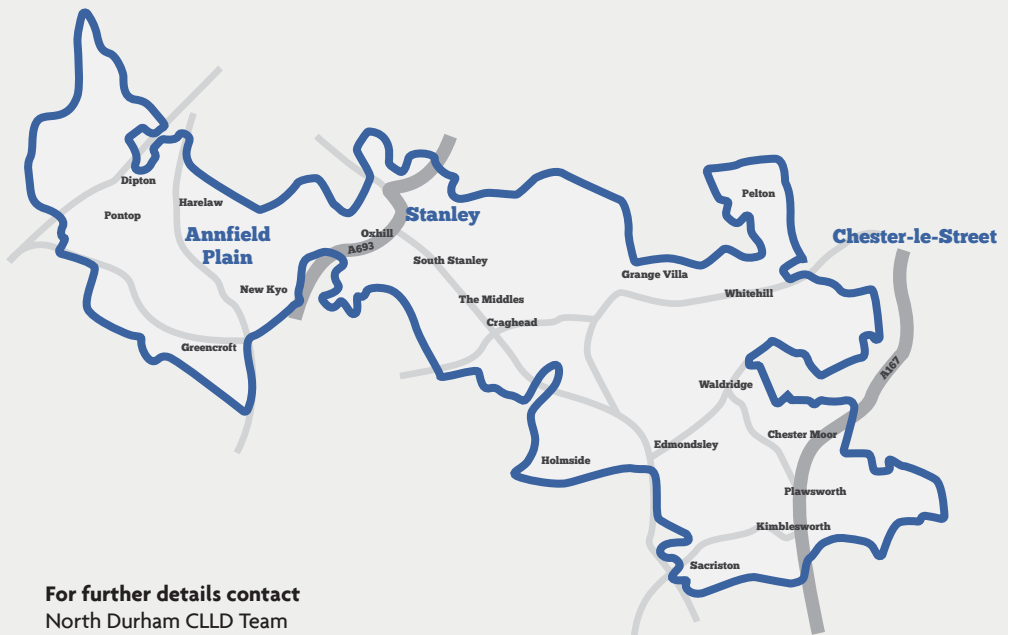 Dipton
Pontop
Harelaw
Annfield
Plain
New Kyo
Greencroft
Oxhill
A693
Stanley
South Stanley
The Middles
Craghead
Grange Villa
Pelton
Chester-le-Street
Whitehill
A167
Waldridge
Chester Moor
Edmondsley
Holmside
Plawsworth
Kimblesworth
Sacriston
For further details contact
North Durham CLLD Team